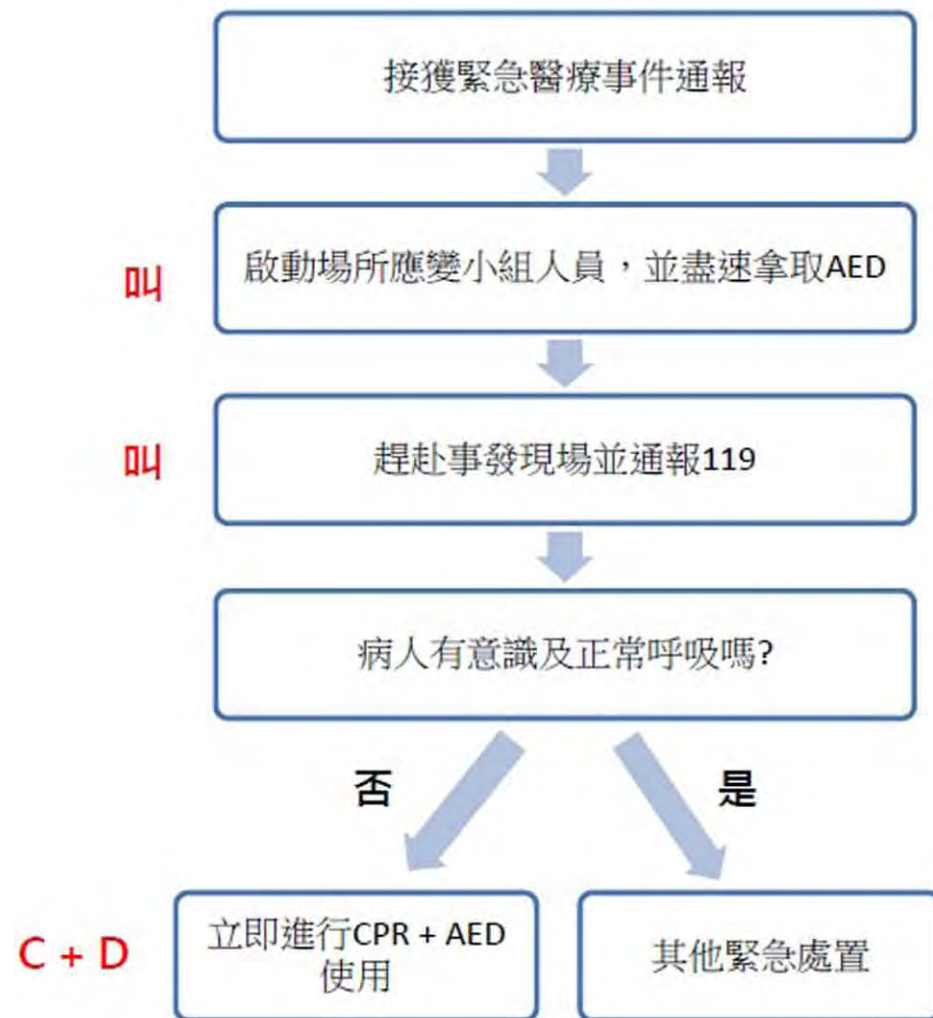 接獲緊急醫療事件通報
叫
啟動場所應變小組人員，並盡速拿取AED
叫
趕赴事發現場並通報119
病人有意識及正常呼吸嗎?
否
是
C + D
立即進行CPR + AED
使用
其他緊急處置